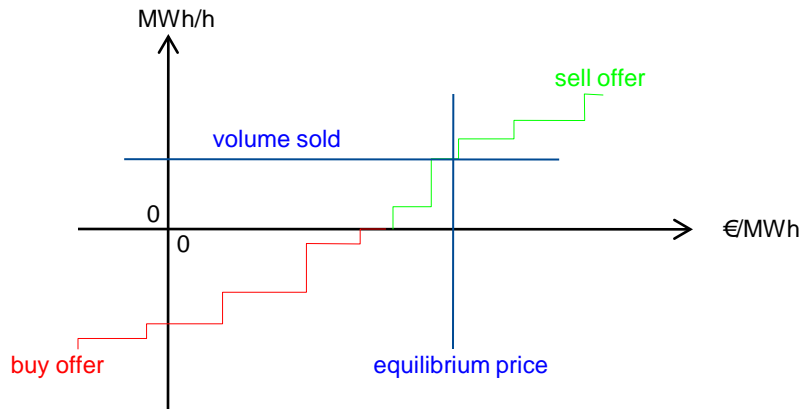 MWh/h
sell offer
volume sold
0
0
€/MWh
buy offer
equilibrium price